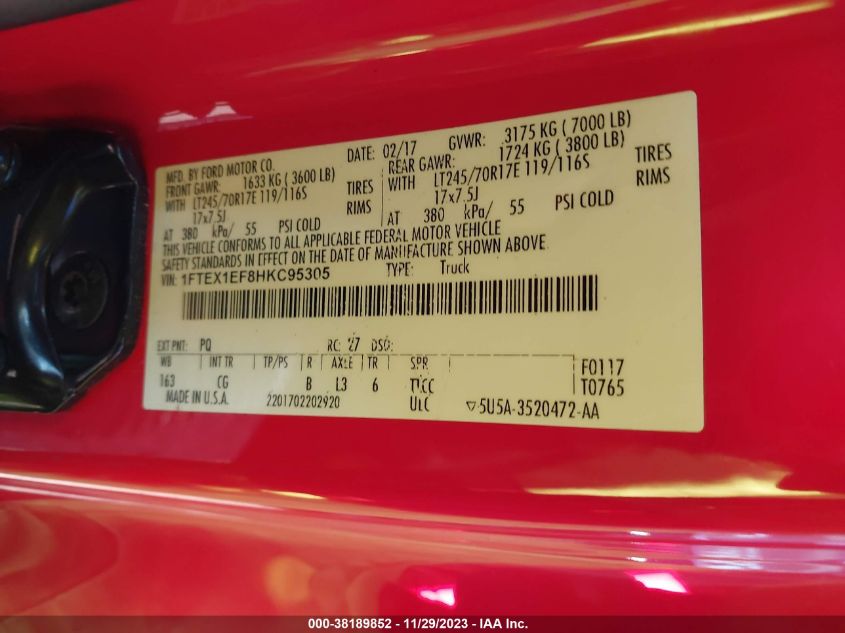 MFD. BY FORD MOTOR CO.
DATE: 02/17 GVWR: 3175 KG ( 7000 LB)
FRONT GAWR: 1633 KG ( 3600 LB)
REAR GAWR: 1724 KG ( 3800 LB)
WITH LT245/70R17E 119/116S TIRES
WITH LT245/70R17E 119/116S TIRES
17x7.5J RIMS
17x7.5J RIMS
AT 380 kPa/ 55 PSI COLD
AT 380 kPa/ 55 PSI COLD
THIS VEHICLE CONFORMS TO ALL APPLICABLE FEDERAL MOTOR VEHICLE
SAFETY STANDARDS IN EFFECT ON THE DATE OF MANUFACTURE SHOWN ABOVE.
VIN: 1FTEX1EF8HKC95305 TYPE: Truck
EXT PNT: PQ RC: 27 DSO:
WB INT TR TP/PS R AXLE TR SPR
163 CG B L3 6
F0117
T0765
MADE IN U.S.A. 2201702202920
▽5U5A-3520472-AA
000-38189852 - 11/29/2023 - IAA Inc.